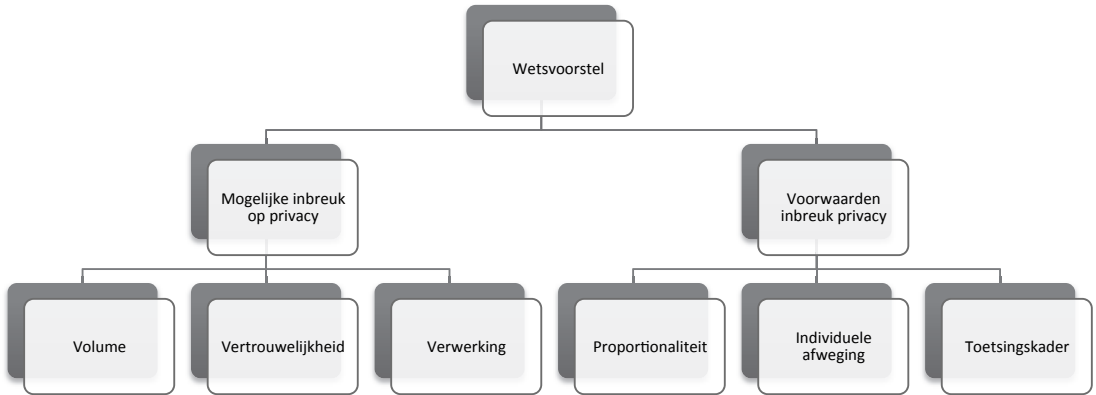 Wetsvoorstel
Mogelijke inbreuk
op privacy
Voorwaarden
inbreuk privacy
Volume
Vertrouwelijkheid
Verwerking
Proportionaliteit
Individuele
afweging
Toetsingskader